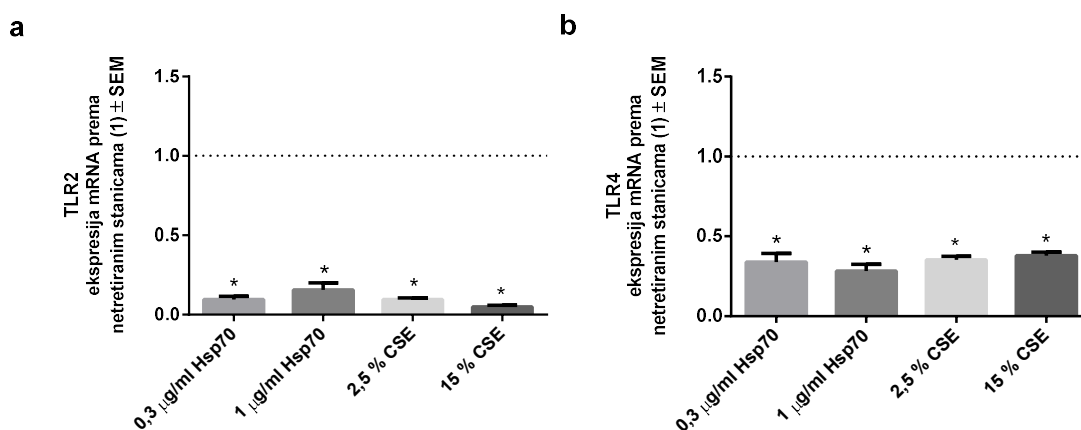 a
TLR2
ekspresija mRNA prema
netretiranim stanicama (1) ± SEM
1.5
1.0
0.5
0.0
*
*
*
*
0,3 μg/ml Hsp70
1 μg/ml Hsp70
2,5 % CSE
15 % CSE
b
TLR4
ekspresija mRNA prema
netretiranim stanicama (1) ± SEM
1.5
1.0
0.5
0.0
*
*
*
*
0,3 μg/ml Hsp70
1 μg/ml Hsp70
2,5 % CSE
15 % CSE